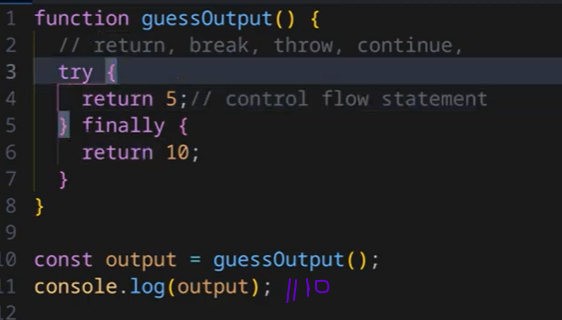 1 function guessOutput() {
2 // return, break, throw, continue,
3 try {
4 return 5;// control flow statement
5 } finally {
6 return 10;
7 }
8 }
9
10 const output = guessOutput();
11 console.log(output); //10
12